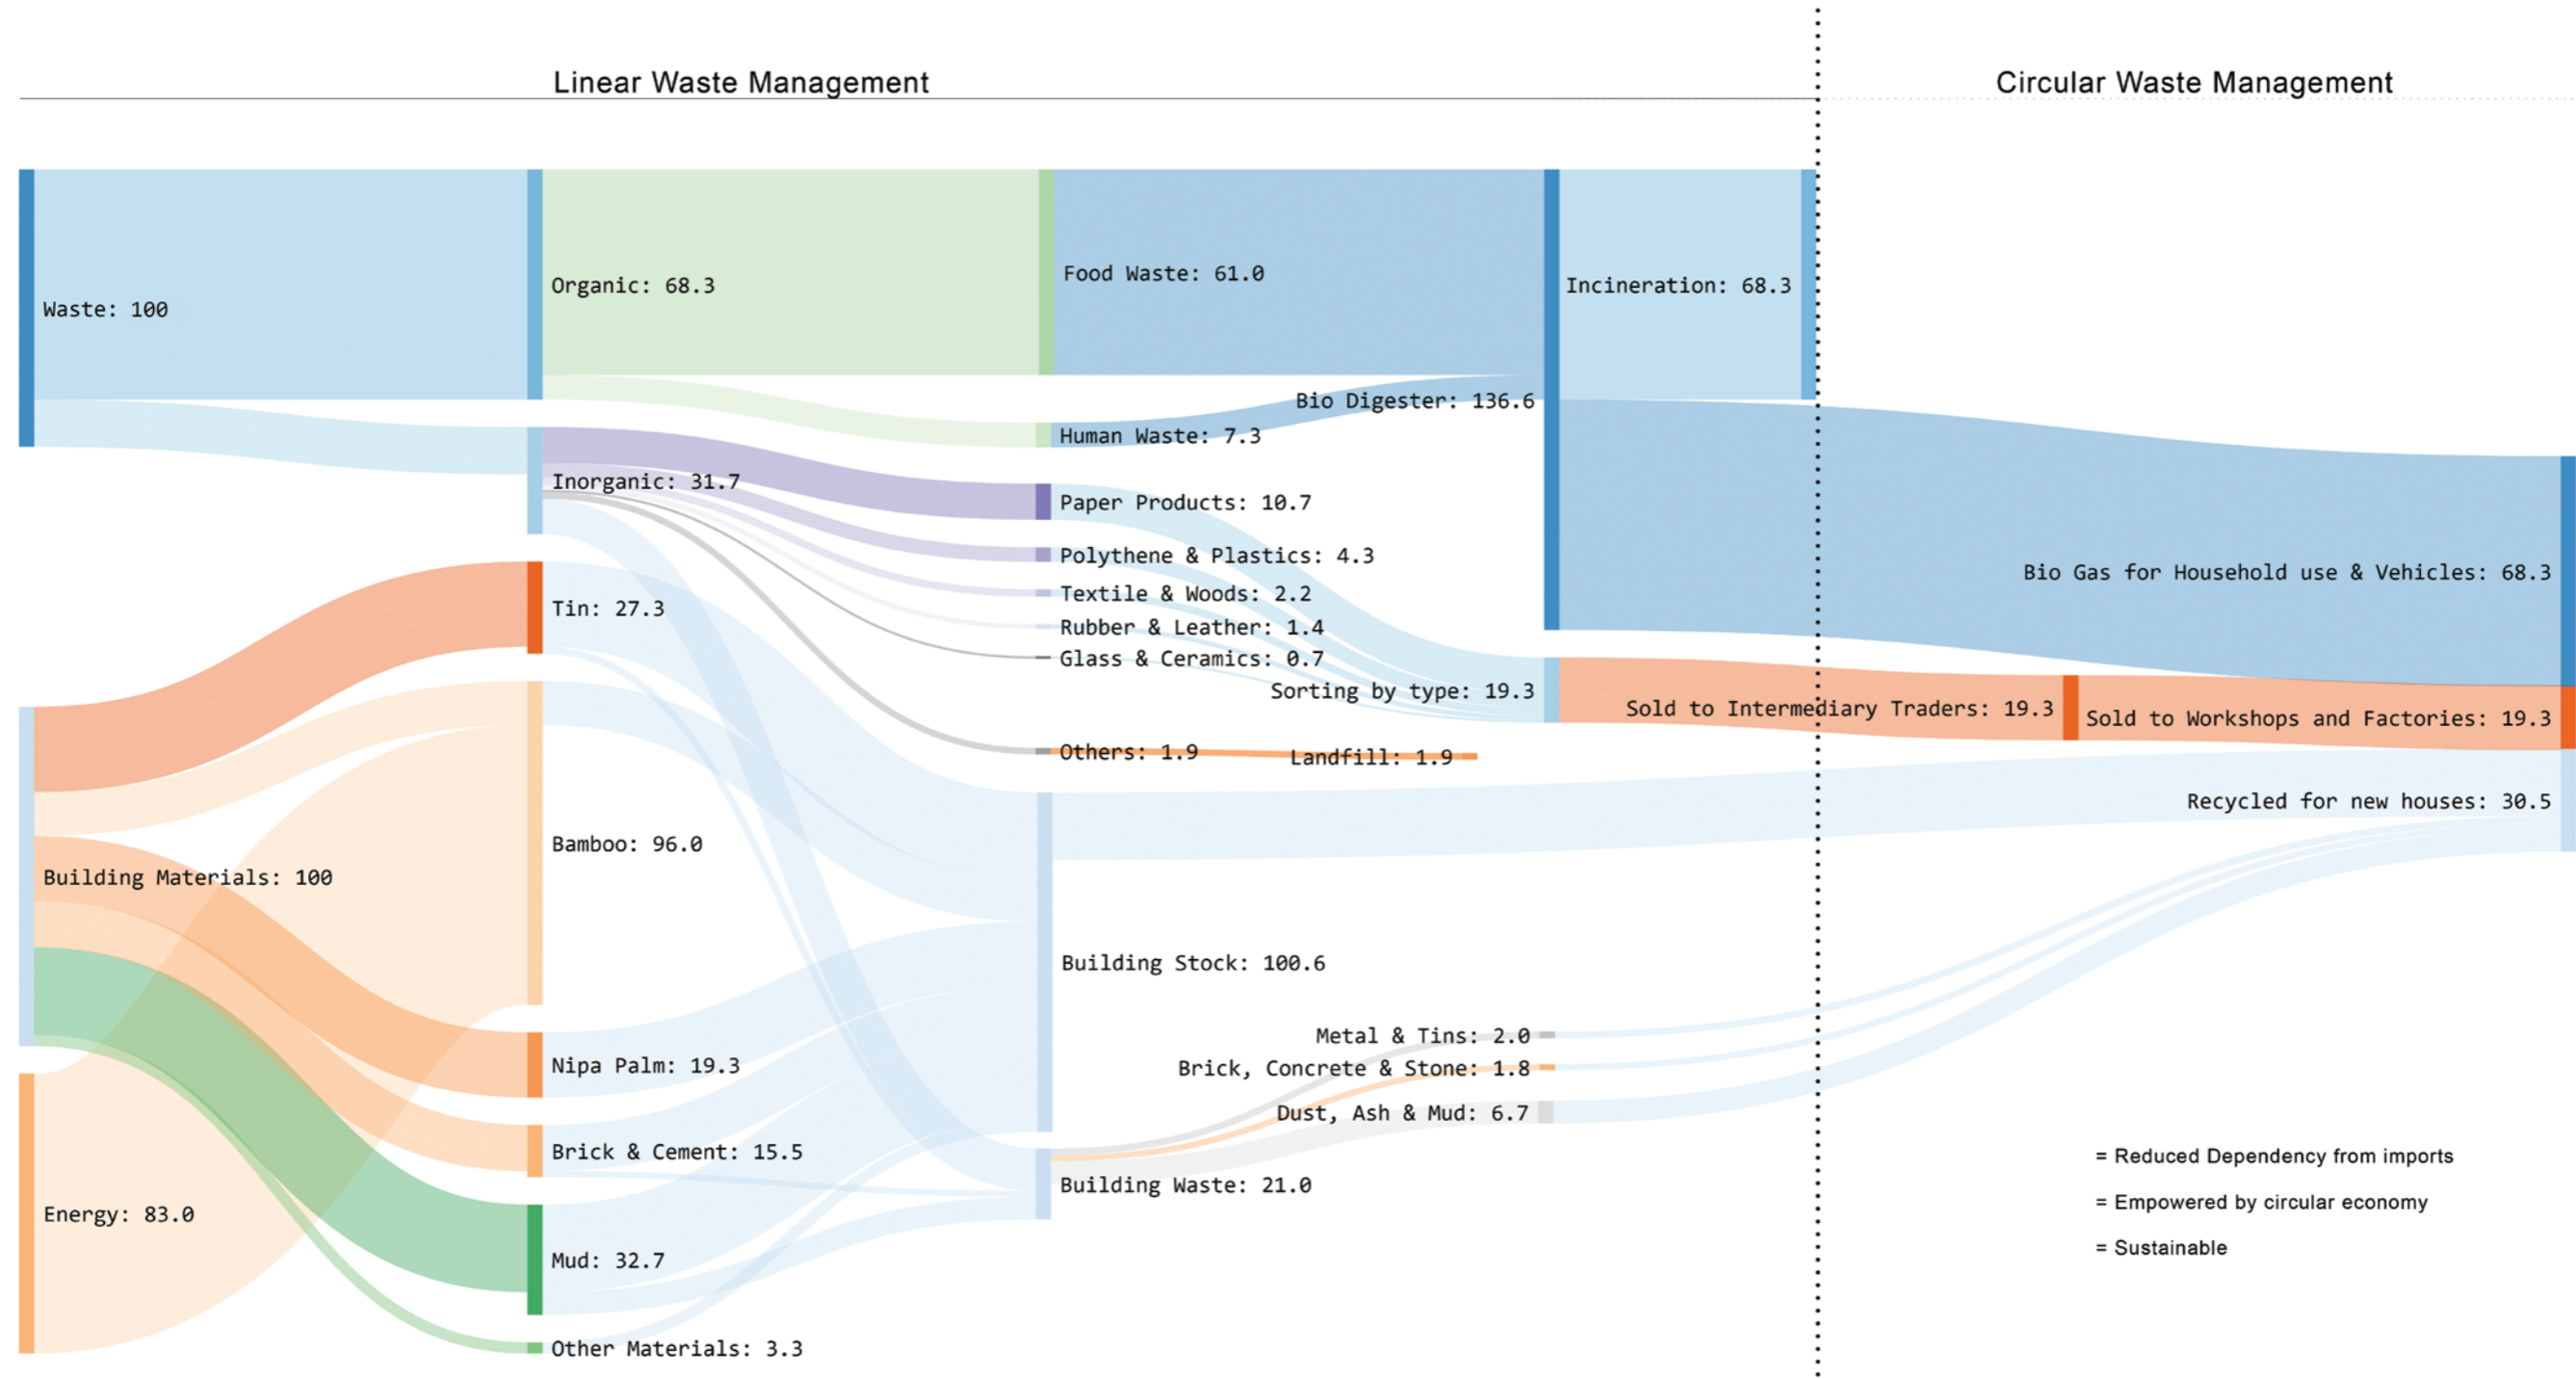 Linear Waste Management
Circular Waste Management
Waste: 100
Organic: 68.3
Food Waste: 61.0
Incineration: 68.3
Bio Digester: 136.6
Human Waste: 7.3
Inorganic: 31.7
Paper Products: 10.7
Polythene & Plastics: 4.3
Textile & Woods: 2.2
Rubber & Leather: 1.4
Glass & Ceramics: 0.7
Sorting by type: 19.3
Others: 1.9
Landfill: 1.9
Bio Gas for Household use & Vehicles: 68.3
Sold to Intermediary Traders: 19.3
Sold to Workshops and Factories: 19.3
Recycled for new houses: 30.5
Tin: 27.3
Bamboo: 96.0
Building Materials: 100
Building Stock: 100.6
Nipa Palm: 19.3
Metal & Tins: 2.0
Brick, Concrete & Stone: 1.8
Dust, Ash & Mud: 6.7
Brick & Cement: 15.5
Building Waste: 21.0
Energy: 83.0
Mud: 32.7
Other Materials: 3.3
= Reduced Dependency from imports
= Empowered by circular economy
= Sustainable